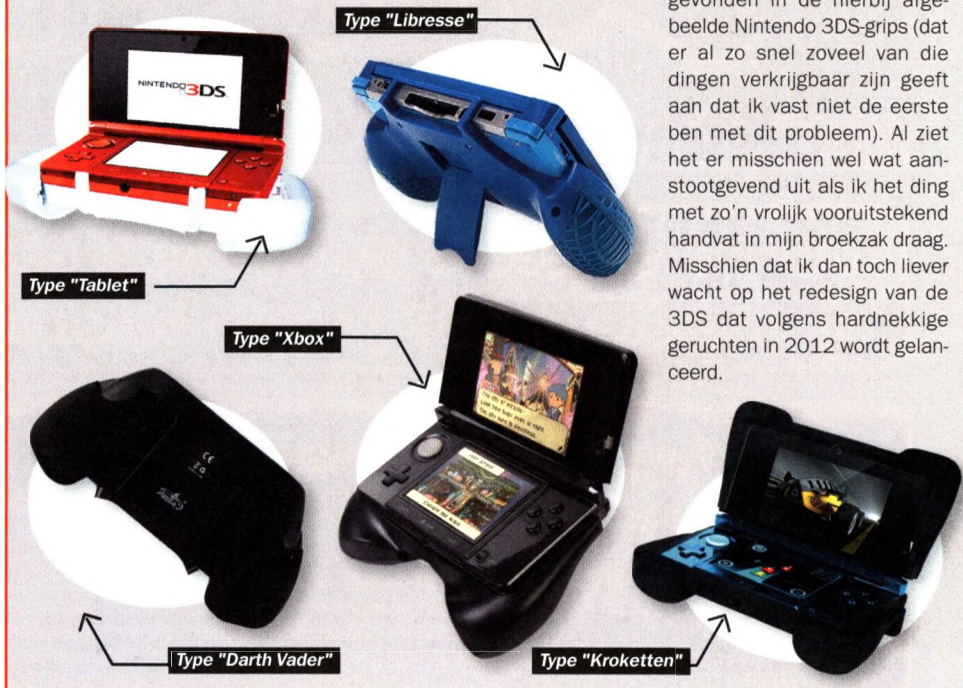 Type "Libresse"
NINTENDO 3DS
Type "Tablet"
gevonden in de hierbij afge-
beelde Nintendo 3DS-grips (dat
er al zo snel zoveel van die
dingen verkrijgbaar zijn geeft
aan dat ik vast niet de eerste
ben met dit probleem). Al ziet
het er misschien wel wat aan-
stootgevend uit als ik het ding
met zo'n vrolijk vooruitstekend
handvat in mijn broekzak draag.
Misschien dat ik dan toch liever
wacht op het redesign van de
3DS dat volgens hardnekkige
geruchten in 2012 wordt gelan-
ceerd.
Type "Xbox"
CE
Type "Darth Vader"
Type "Kroketten"